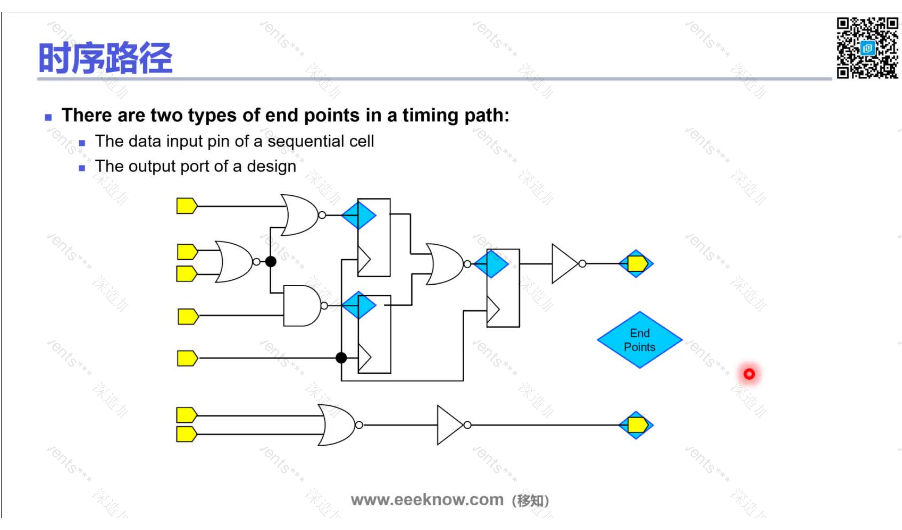 时序路径
There are two types of end points in a timing path:
The data input pin of a sequential cell
The output port of a design
End
Points
www.eeeknow.com (移知)